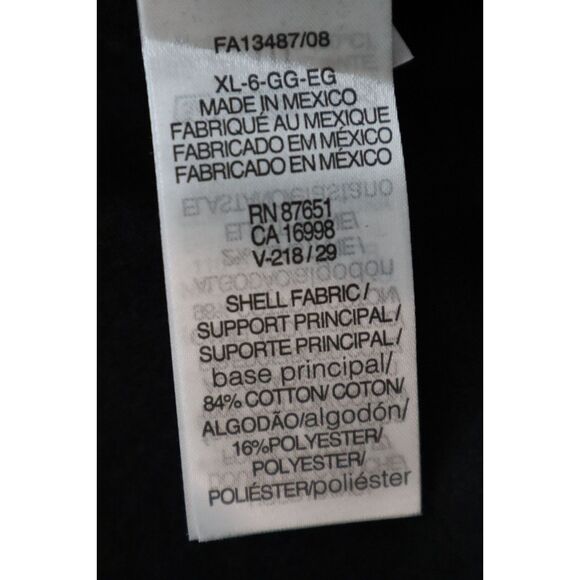 FA13487/08
XL-6-GG-EG
MADE IN MEXICO
FABRIQUÉ AU MEXIQUE
FABRICADO EM MÉXICO
FABRICADO EN MÉXICO
RN 87651
CA 16998
V-218 / 29
SHELL FABRIC /
SUPPORT PRINCIPAL /
SUPORTE PRINCIPAL /
base principal/
84% COTTON/ COTON/
ALGODÃO/algodón/
16%POLYESTER/
POLYESTER/
POLIÉSTER/poliéster